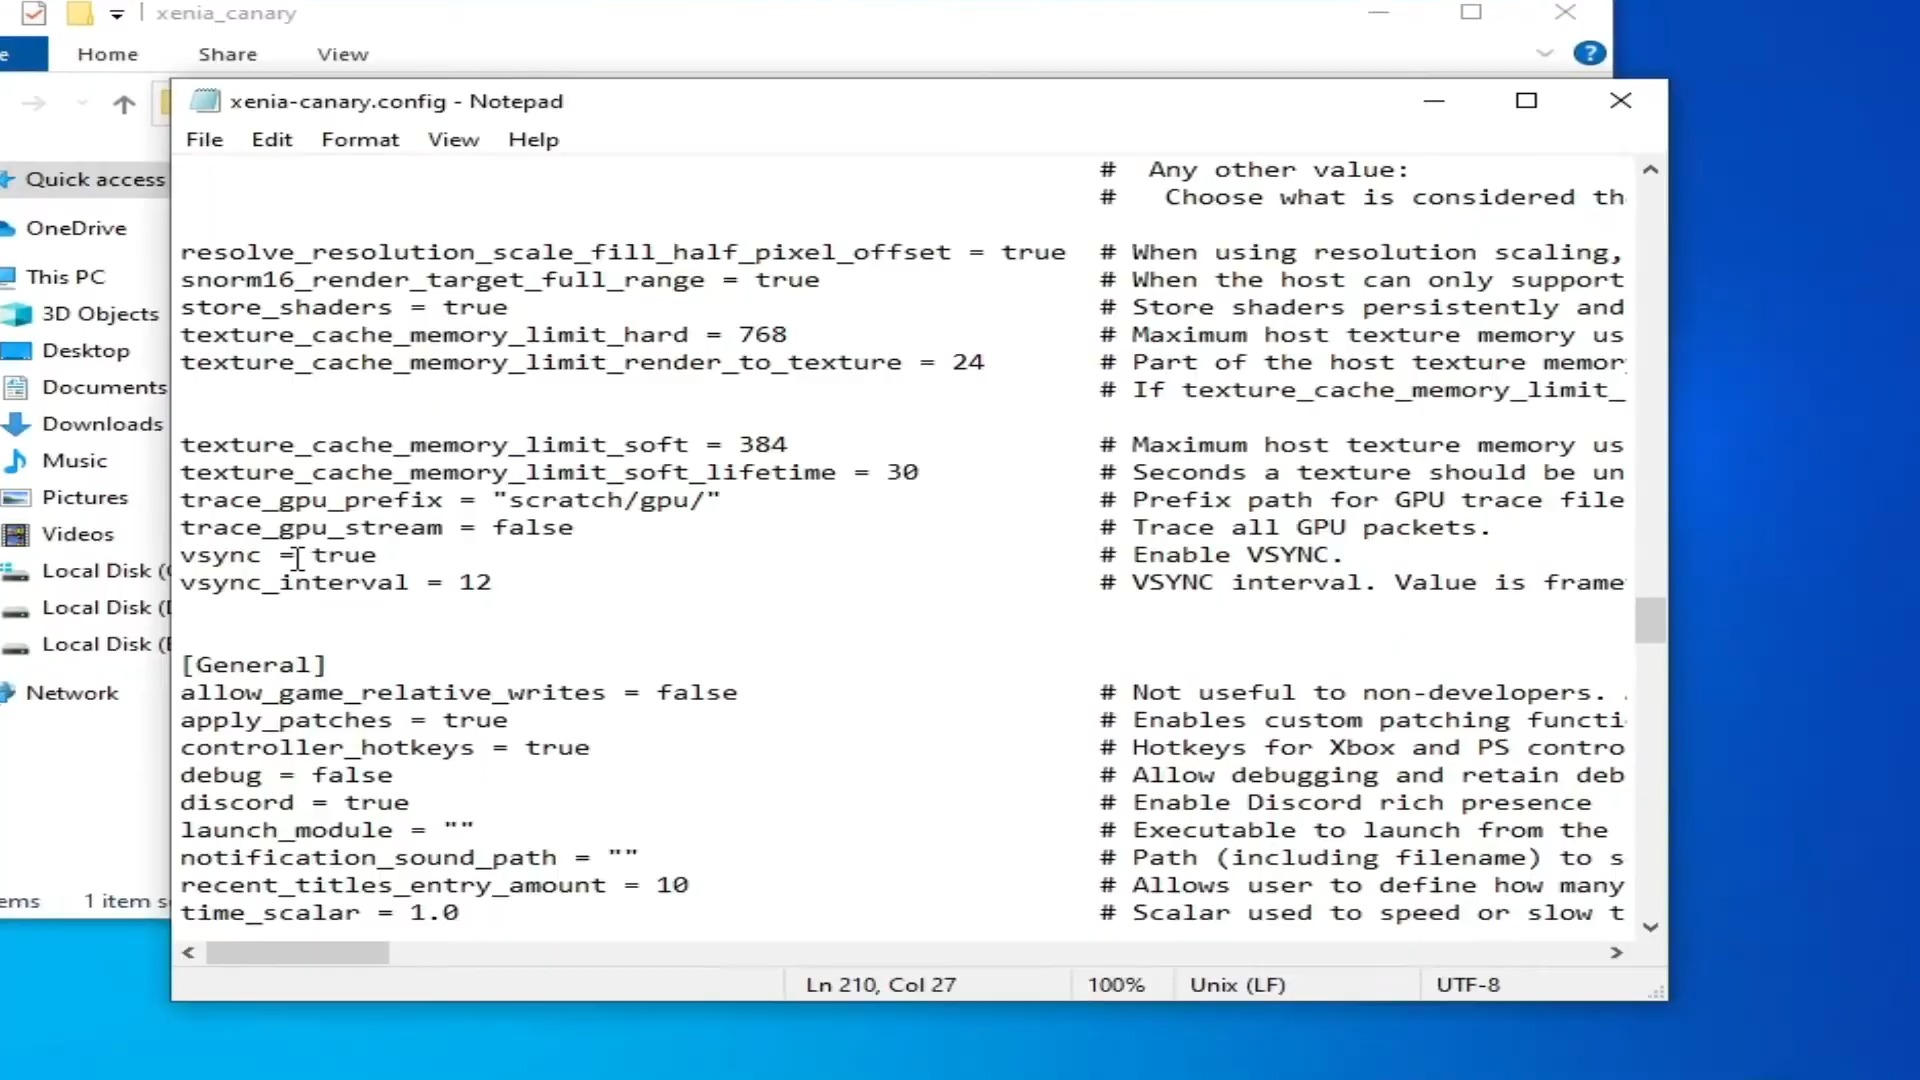 xenia_canary
Home Share View
xenia-canary.config - Notepad
File Edit Format View Help
Quick access
OneDrive
This PC
3D Objects
Desktop
Documents
Downloads
Music
Pictures
Videos
Local Disk (
Local Disk (
Local Disk (
Network
1 item
# Any other value:
# Choose what is considered
resolve_resolution_scale_fill_half_pixel_offset = true # When using resolution scaling,
snorm16_render_target_full_range = true # When the host can only support
store_shaders = true # Store shaders persistently and
texture_cache_memory_limit_hard = 768 # Maximum host texture memory us
texture_cache_memory_limit_render_to_texture = 24 # Part of the host texture memor
# If texture_cache_memory_limit_
texture_cache_memory_limit_soft = 384 # Maximum host texture memory us
texture_cache_memory_limit_soft_lifetime = 30 # Seconds a texture should be un
trace_gpu_prefix = "scratch/gpu/" # Prefix path for GPU trace file
trace_gpu_stream = false # Trace all GPU packets.
vsync = true # Enable VSYNC.
vsync_interval = 12 # VSYNC interval. Value is frame
[General]
allow_game_relative_writes = false # Not useful to non-developers.
apply_patches = true # Enables custom patching functi
controller_hotkeys = true # Hotkeys for Xbox and PS contro
debug = false # Allow debugging and retain deb
discord = true # Enable Discord rich presence
launch_module = "" # Executable to launch from the
notification_sound_path = "" # Path (including filename) to s
recent_titles_entry_amount = 10 # Allows user to define how many
time_scalar = 1.0 # Scalar used to speed or slow t
Ln 210, Col 27 100% Unix (LF) UTF-8